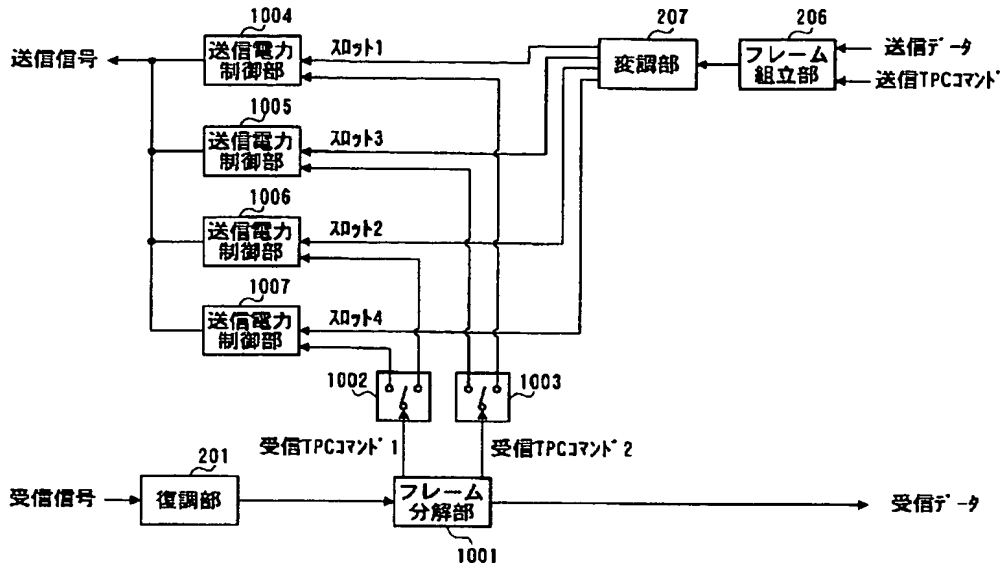 1004
送信信号
送信電力
制御部
スロット1
207
変調部
206
フレーム
組立部
送信データ
送信TPCコマンド
1005
送信電力
制御部
スロット3
1006
送信電力
制御部
スロット2
1007
送信電力
制御部
スロット4
1002
1003
受信TPCコマンド1
受信TPCコマンド2
受信信号
201
復調部
フレーム
分解部
1001
受信データ